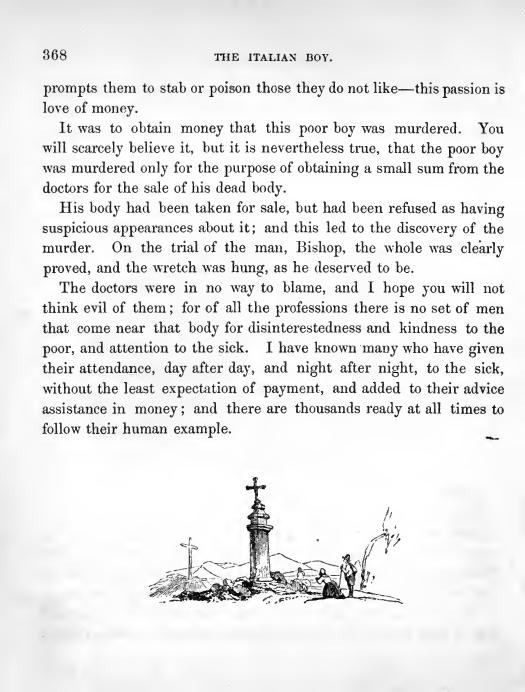 368
THE ITALIAN BOY.
prompts them to stab or poison those they do not like—this passion is
love of money.
It was to obtain money that this poor boy was murdered. You
will scarcely believe it, but it is nevertheless true, that the poor boy
was murdered only for the purpose of obtaining a small sum from the
doctors for the sale of his dead body.
His body had been taken for sale, but had been refused as having
suspicious appearances about it; and this led to the discovery of the
murder. On the trial of the man, Bishop, the whole was clearly
proved, and the wretch was hung, as he deserved to be.
The doctors were in no way to blame, and I hope you will not
think evil of them; for of all the professions there is no set of men
that come near that body for disinterestedness and kindness to the
poor, and attention to the sick. I have known many who have given
their attendance, day after day, and night after night, to the sick,
without the least expectation of payment, and added to their advice
assistance in money; and there are thousands ready at all times to
follow their human example.